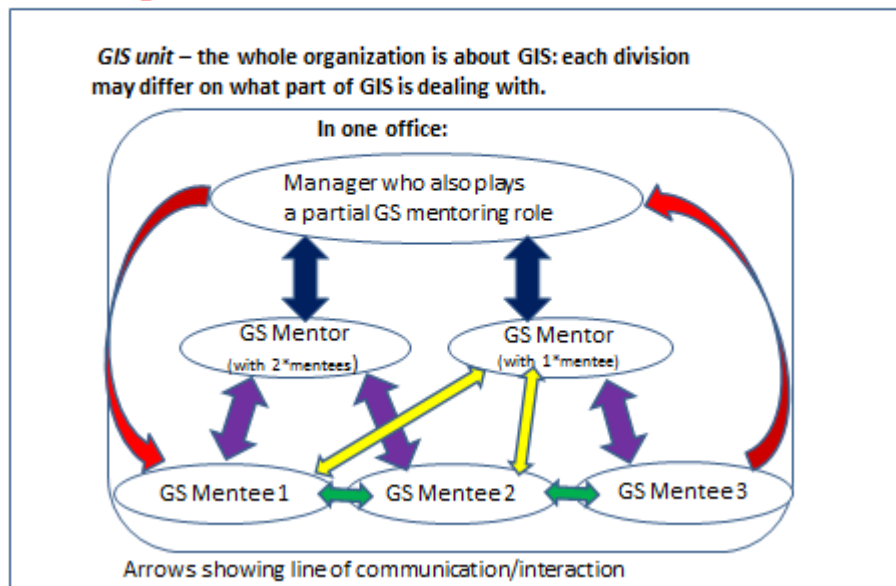 GIS unit – the whole organization is about GIS: each division
may differ on what part of GIS is dealing with.
In one office:
Manager who also plays
a partial GS mentoring role
GS Mentor
(with 2*mentees)
GS Mentor
(with 1*mentee)
GS Mentee 1
GS Mentee 2
GS Mentee 3
Arrows showing line of communication/interaction